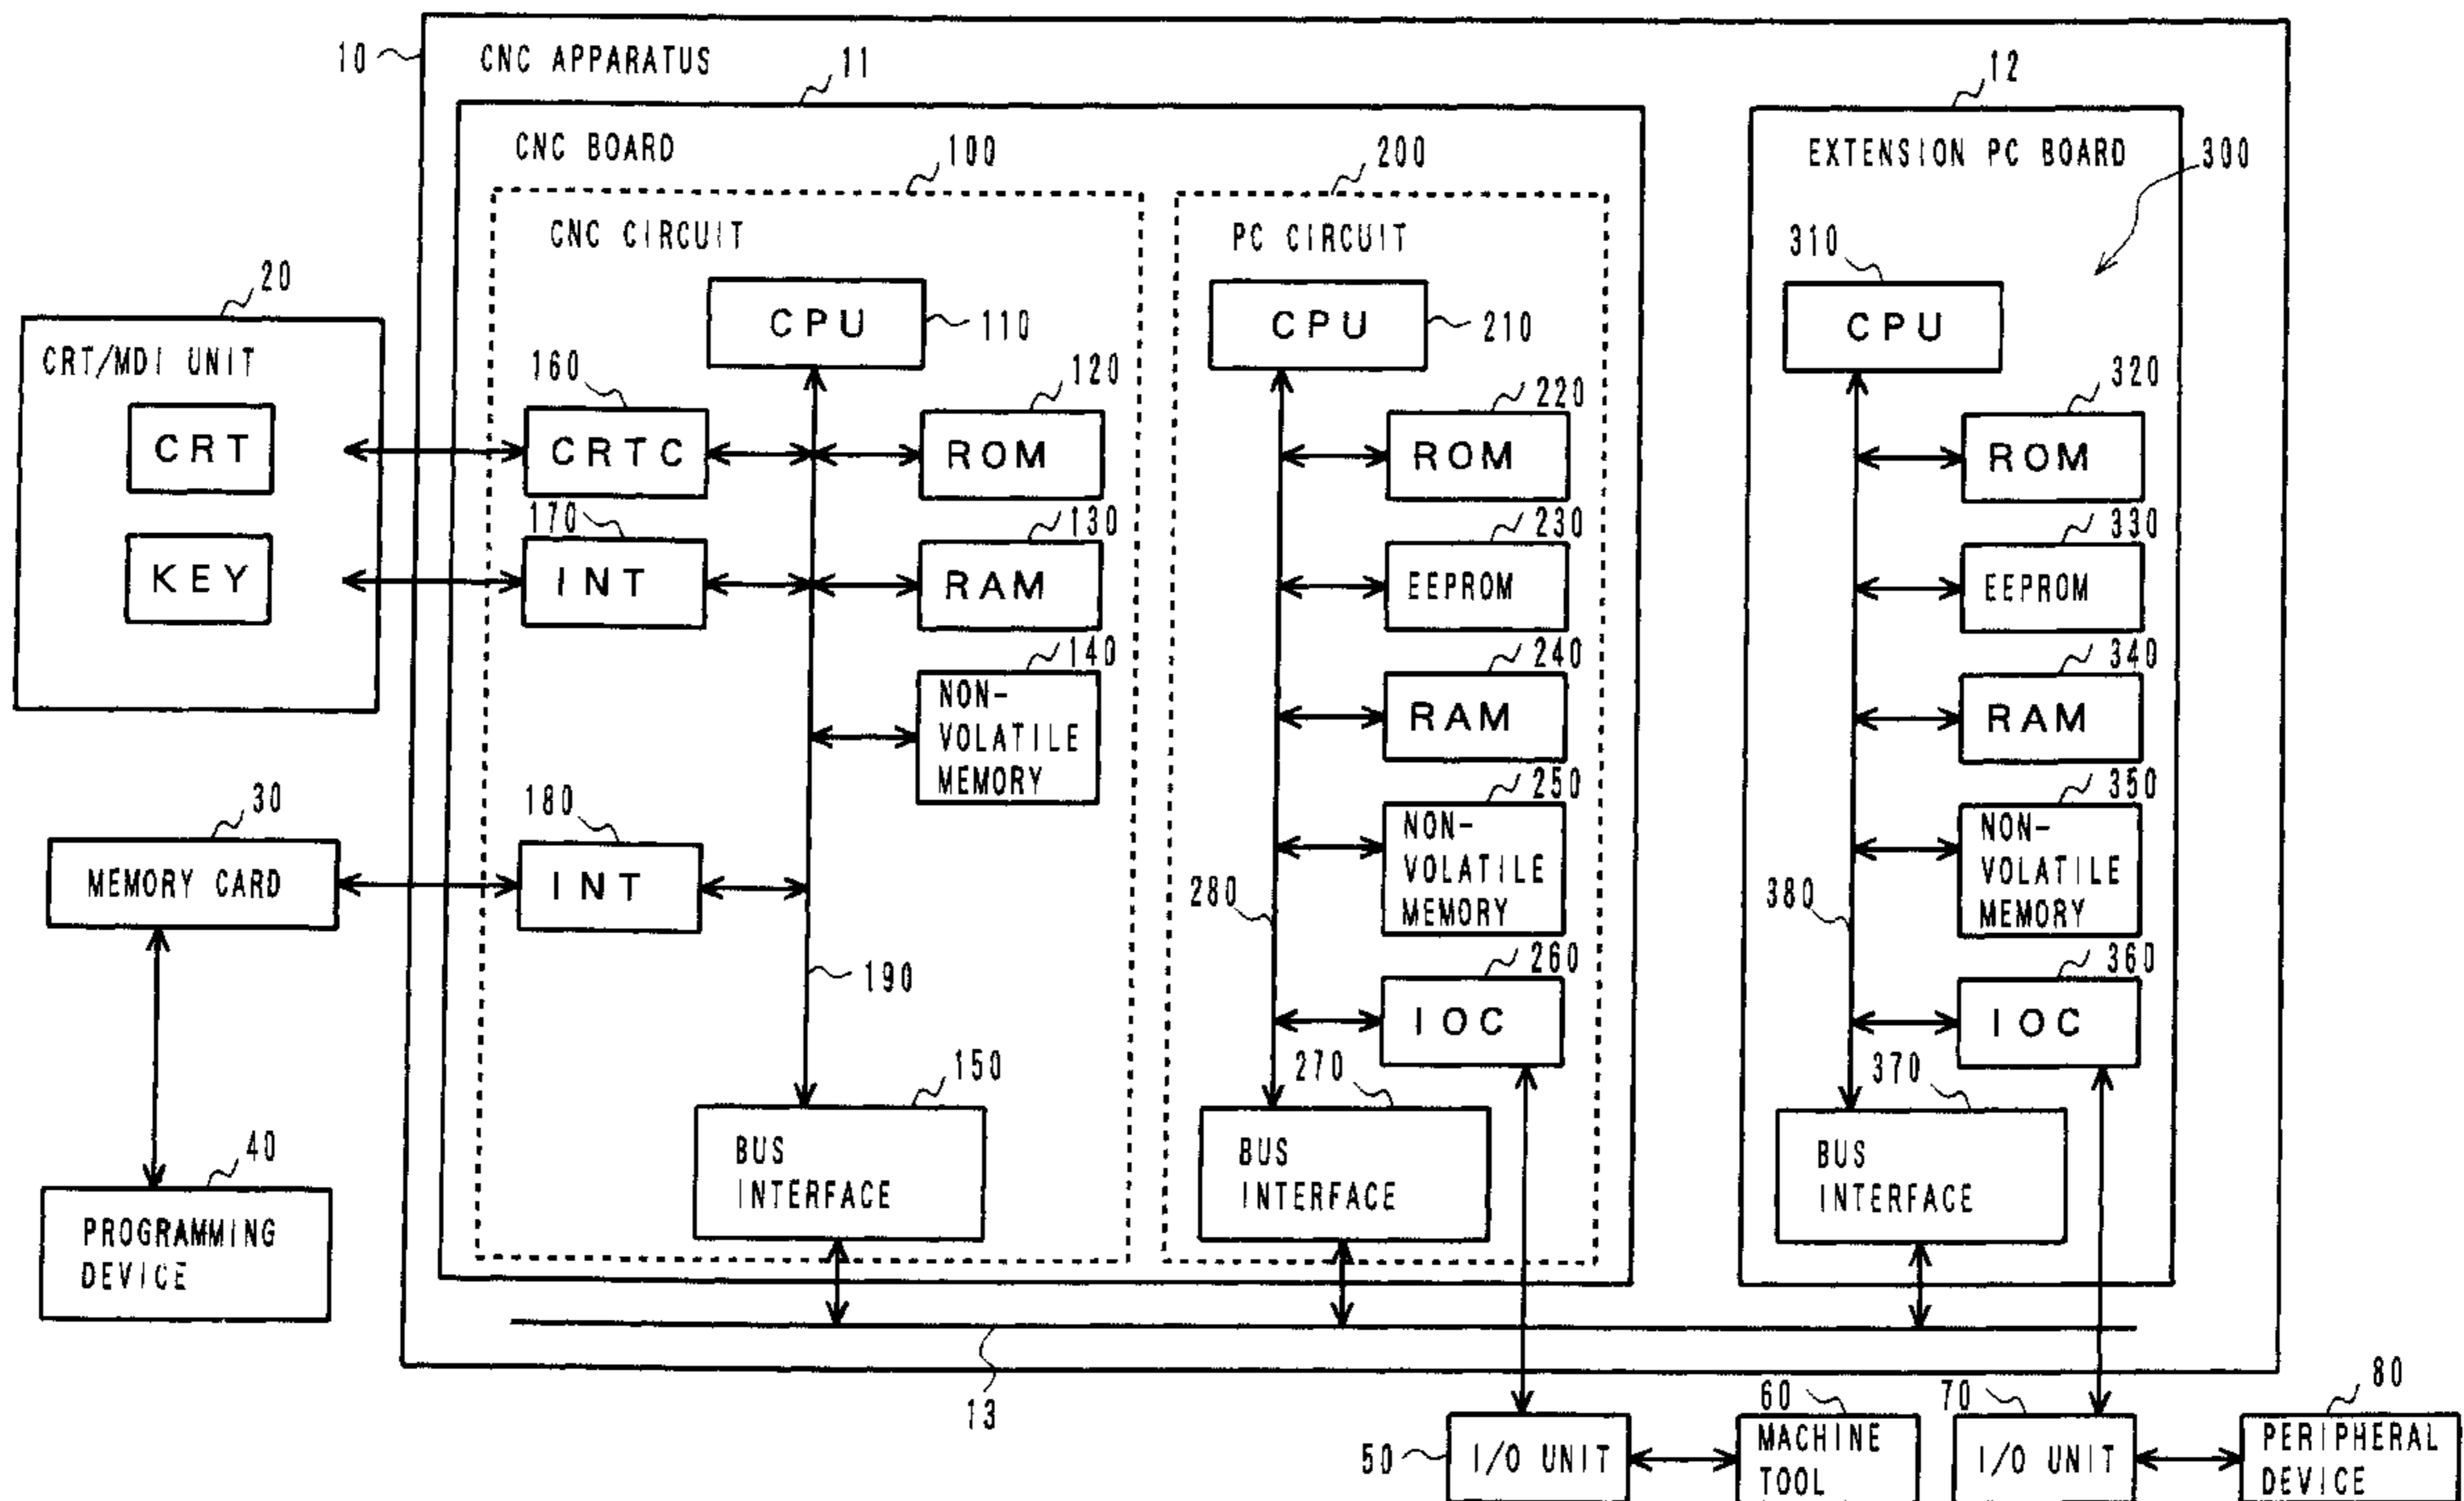 10
CNC APPARATUS
11
12
CNC BOARD
100
200
EXTENSION PC BOARD
300
CNC CIRCUIT
PC CIRCUIT
20
CRT/MDI UNIT
CRT
KEY
CPU
110
160
CRTC
120
ROM
170
INT
130
RAM
140
NON-
VOLATILE
MEMORY
30
MEMORY CARD
180
INT
190
40
PROGRAMMING
DEVICE
150
BUS
INTERFACE
CPU
210
220
ROM
230
EEPROM
240
RAM
250
NON-
VOLATILE
MEMORY
280
260
IOC
270
BUS
INTERFACE
310
CPU
320
ROM
330
EEPROM
340
RAM
350
NON-
VOLATILE
MEMORY
380
360
IOC
370
BUS
INTERFACE
13
50
I/O UNIT
60
MACHINE
TOOL
70
I/O UNIT
80
PERIPHERAL
DEVICE